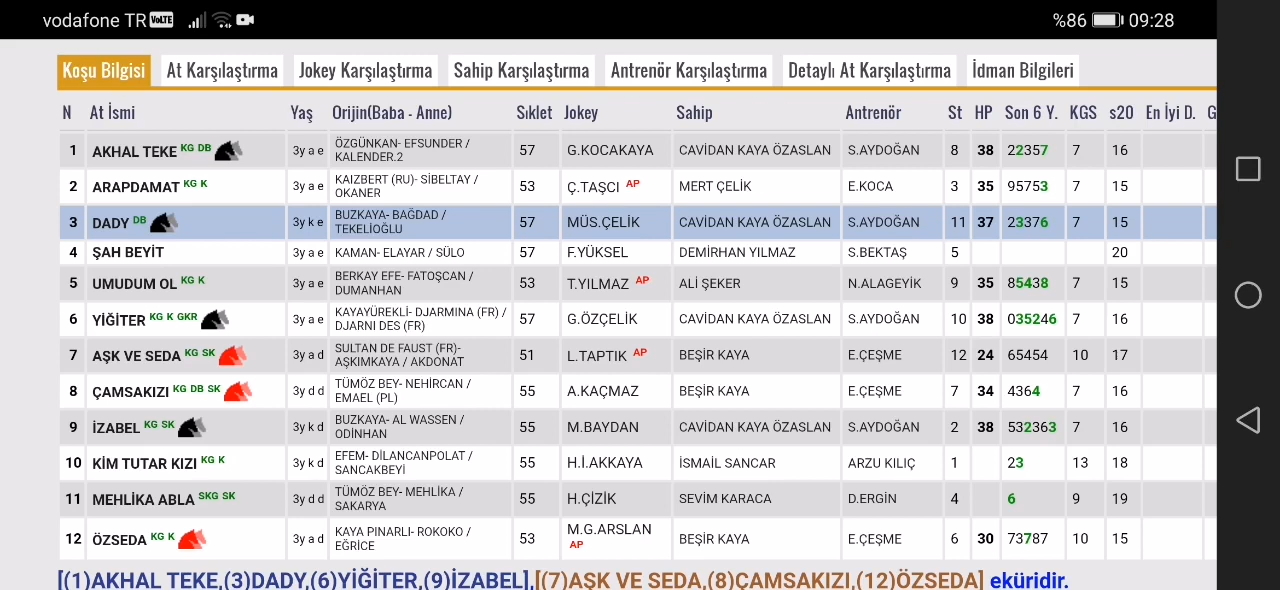 vodafone TR VoLTE %86 09:28
Koşu Bilgisi At Karşılaştırma Jokey Karşılaştırma Sahip Karşılaştırma Antrenör Karşılaştırma Detaylı At Karşılaştırma İdman Bilgileri
N At İsmi Yaş Orijin(Baba - Anne) Sıklet Jokey Sahip Antrenör St HP Son 6 Y. KGS s20 En İyi D. G
1 AKHAL TEKE KG DB 3y a e ÖZGÜNKAN- EFSUNDER / KALENDER.2 57 G.KOCAKAYA CAVİDAN KAYA ÖZASLAN S.AYDOĞAN 8 38 22357 7 16
2 ARAPDAMAT KG K 3y a e KAIZBERT (RU)- SİBELTAY / OKANER 53 Ç.TAŞCI AP MERT ÇELİK E.KOCA 3 35 95753 7 15
3 DADY DB 3y k e BUZKAYA- BAĞDAD / TEKELİOĞLU 57 MÜS.ÇELİK CAVİDAN KAYA ÖZASLAN S.AYDOĞAN 11 37 23376 7 15
4 ŞAH BEYİT 3y a e KAMAN- ELAYAR / SÜLO 57 F.YÜKSEL DEMİRHAN YILMAZ S.BEKTAŞ 5 20
5 UMUDUM OL KG K 3y a e BERKAY EFE- FATOŞCAN / DUMANHAN 53 T.YILMAZ AP ALİ ŞEKER N.ALAGEYİK 9 35 85438 7 15
6 YİĞİTER KG K GKR 3y a e KAYAYÜREKLİ- DJARMINA (FR) / DJARNI DES (FR) 57 G.ÖZÇELİK CAVİDAN KAYA ÖZASLAN S.AYDOĞAN 10 38 035246 7 16
7 AŞK VE SEDA KG SK 3y a d SULTAN DE FAUST (FR)- AŞKIMKAYA / AKDONAT 51 L.TAPTIK AP BEŞİR KAYA E.ÇEŞME 12 24 65454 10 17
8 ÇAMSAKIZI KG DB SK 3y d d TÜMÖZ BEY- NEHİRCAN / EMAEL (PL) 55 A.KAÇMAZ BEŞİR KAYA E.ÇEŞME 7 34 4364 7 16
9 İZABEL KG SK 3y k d BUZKAYA- AL WASSEN / ODİNHAN 55 M.BAYDAN CAVİDAN KAYA ÖZASLAN S.AYDOĞAN 2 38 532363 7 16
10 KİM TUTAR KIZI KG K 3y k d EFEM- DİLANCANPOLAT / SANCAKBEYİ 55 H.İ.AKKAYA İSMAİL SANCAR ARZU KILIÇ 1 23 13 18
11 MEHLİKA ABLA SKG SK 3y d d TÜMÖZ BEY- MEHLİKA / SAKARYA 55 H.ÇİZİK SEVİM KARACA D.ERGİN 4 6 9 19
12 ÖZSEDA KG K 3y a d KAYA PINARLI- ROKOKO / EĞRİCE 53 M.G.ARSLAN AP BEŞİR KAYA E.ÇEŞME 6 30 73787 10 15
[(1)AKHAL TEKE,(3)DADY,(6)YİĞİTER,(9)İZABEL],[(7)AŞK VE SEDA,(8)ÇAMSAKIZI,(12)ÖZSEDA] eküridir.